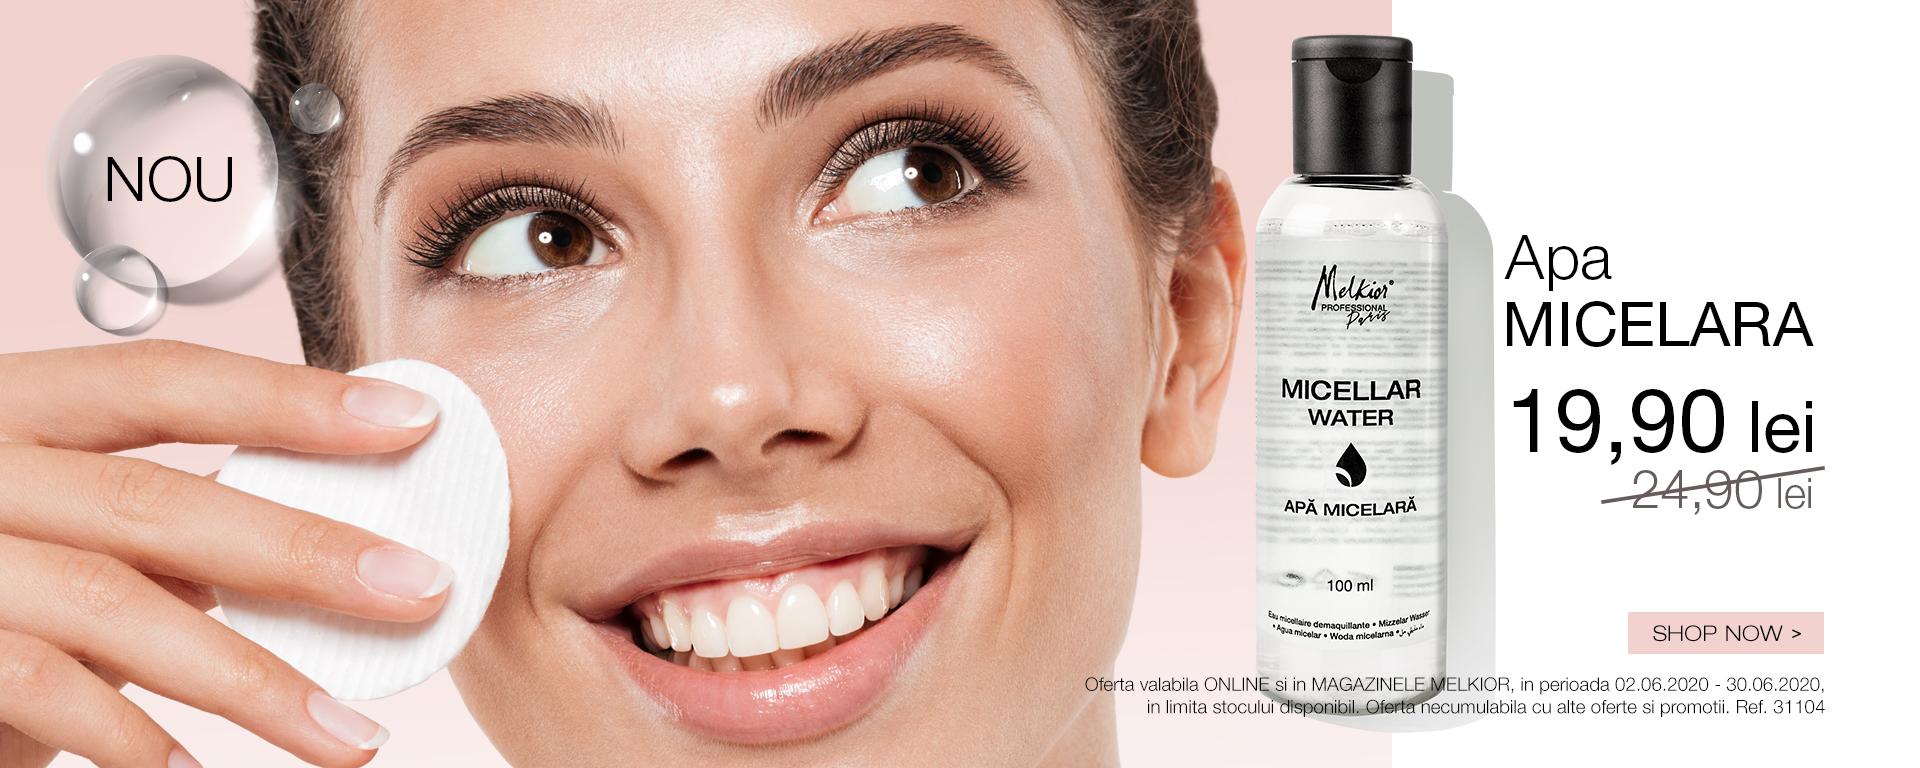 NOU
Melkior®
PROFESSIONAL
Paris
MICELLAR
WATER
APĂ MICELARĂ
100 ml
Eau micellaire demaquillante • Mizzelar Wasser
• Agua micelar • Woda micelarna •
Apa
MICELARA
19,90 lei
24,90 lei
SHOP NOW >
Oferta valabila ONLINE si in MAGAZINELE MELKIOR, in perioada 02.06.2020 - 30.06.2020,
in limita stocului disponibil. Oferta necumulabila cu alte oferte si promotii. Ref. 31104